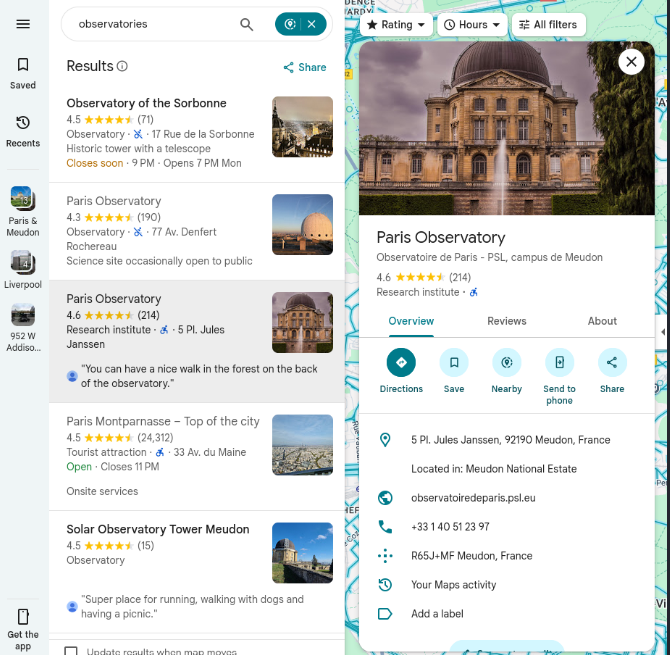 observatories
Saved
Recents
3
Paris &
Meudon
4
Liverpool
952 W
Addiso...
Get the
app
Results
Share
Observatory of the Sorbonne
4.5 (71)
Observatory · · 17 Rue de la Sorbonne
Historic tower with a telescope
Closes soon · 9 PM · Opens 7 PM Mon
Paris Observatory
4.3 (190)
Observatory · · 77 Av. Denfert
Rochereau
Science site occasionally open to public
Paris Observatory
4.6 (214)
Research institute · · 5 Pl. Jules
Janssen
"You can have a nice walk in the forest on the back
of the observatory."
Paris Montparnasse – Top of the city
4.5 (24,312)
Tourist attraction · · 33 Av. du Maine
Open · Closes 11 PM
Onsite services
Solar Observatory Tower Meudon
4.5 (15)
Observatory
"Super place for running, walking with dogs and
having a picnic."
Update results when map moves
Rating
Hours
All filters
Paris Observatory
Observatoire de Paris - PSL, campus de Meudon
4.6 (214)
Research institute ·
Overview
Reviews
About
Directions
Save
Nearby
Send to
phone
Share
5 Pl. Jules Janssen, 92190 Meudon, France
Located in: Meudon National Estate
observatoiredeparis.psl.eu
+33 1 40 51 23 97
R65J+MF Meudon, France
Your Maps activity
Add a label